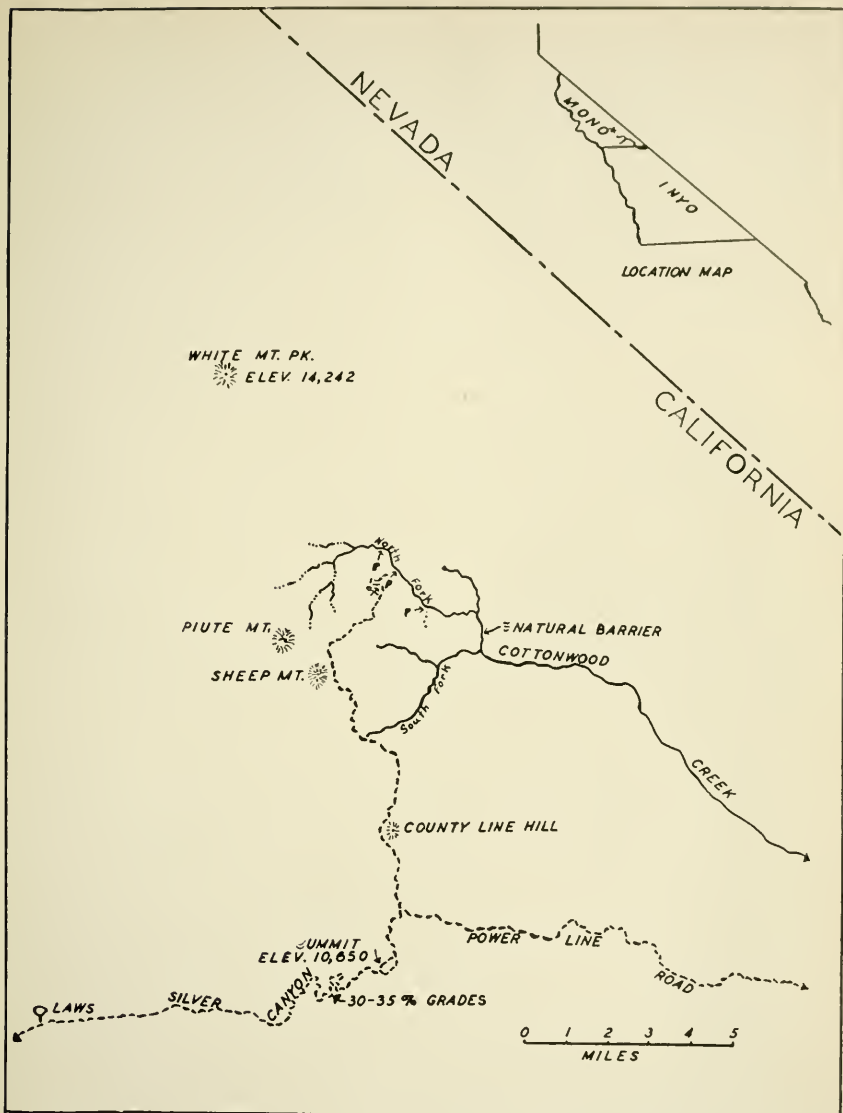 NEVADA
MONO
INYO
LOCATION MAP
WHITE MT. PK.
ELEV. 14,242
CALIFORNIA
North Fork
P
P
P
NATURAL BARRIER
PIUTE MT.
COTTONWOOD
SHEEP MT.
South Fork
CREEK
COUNTY LINE HILL
POWER LINE ROAD
SUMMIT
ELEV. 10,650
30-35 % GRADES
LAWS
SILVER CANYON
0 1 2 3 4 5
MILES